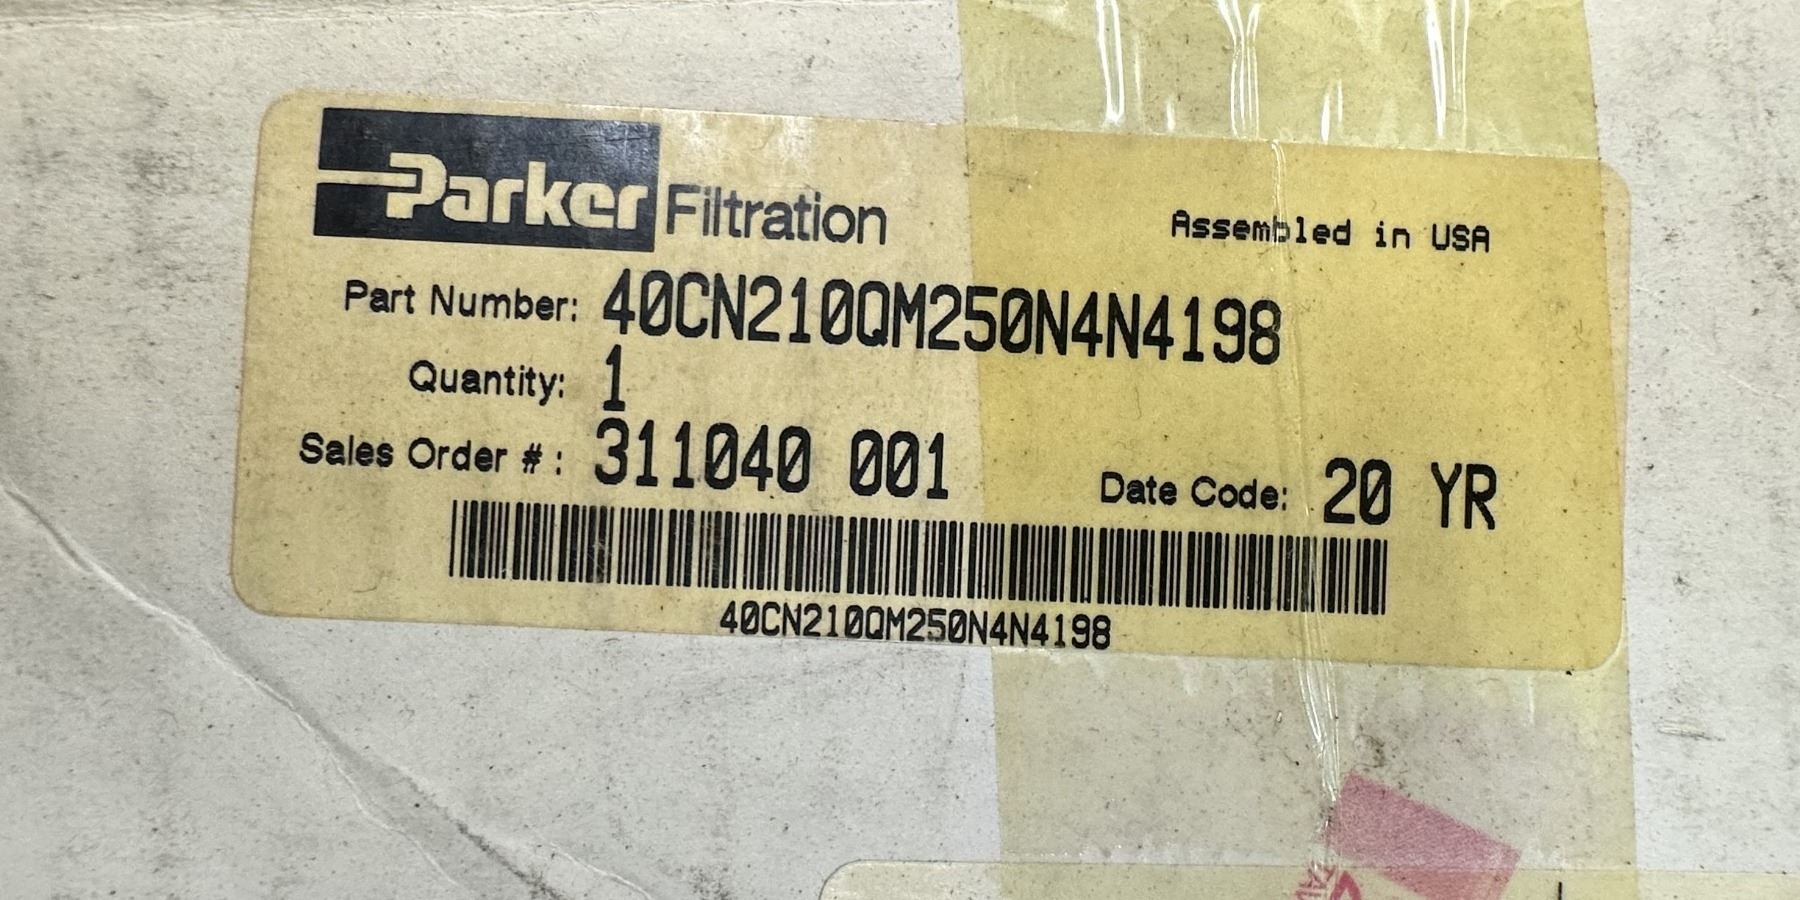 Parker Filtration
Assembled in USA
Part Number: 40CN210QM250N4N4198
Quantity: 1
Sales Order #: 311040 001
Date Code: 20 YR
40CN210QM250N4N4198